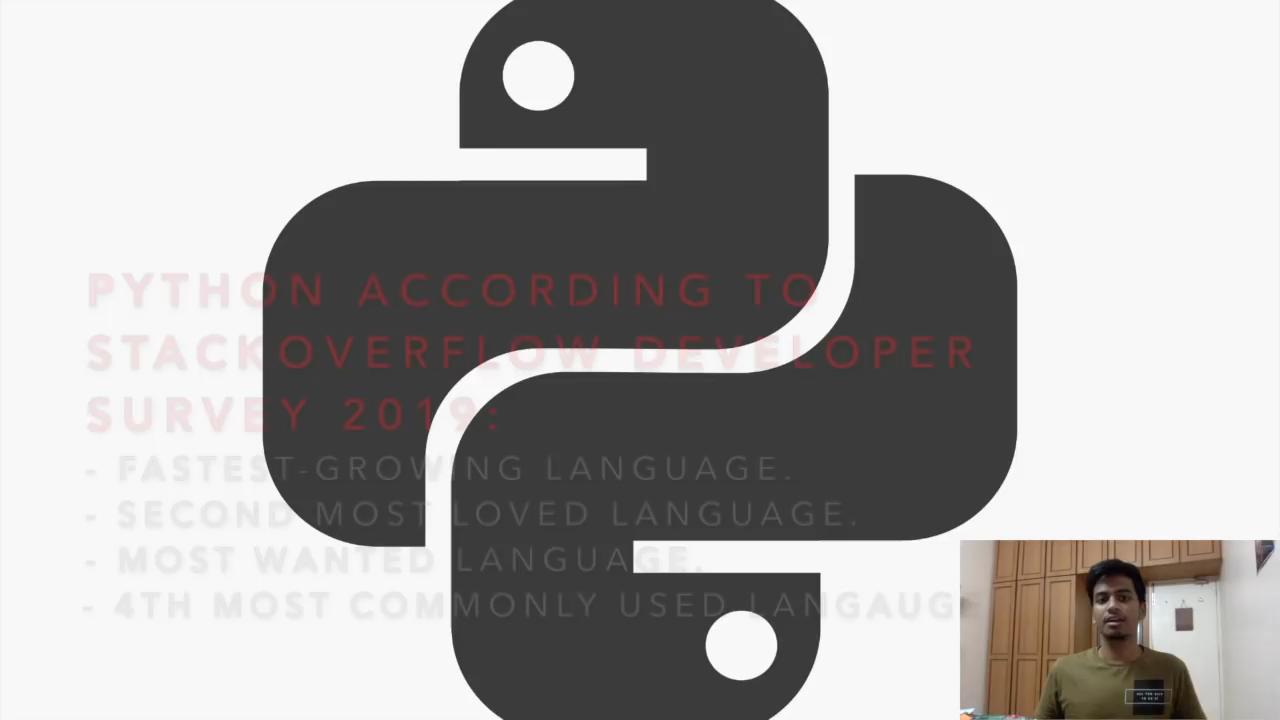 PYTHON ACCORDING TO
STACKOVERFLOW DEVELOPER
SURVEY 2019:
- FASTEST-GROWING LANGUAGE.
- SECOND MOST LOVED LANGUAGE.
- MOST WANTED LANGUAGE.
- 4TH MOST COMMONLY USED